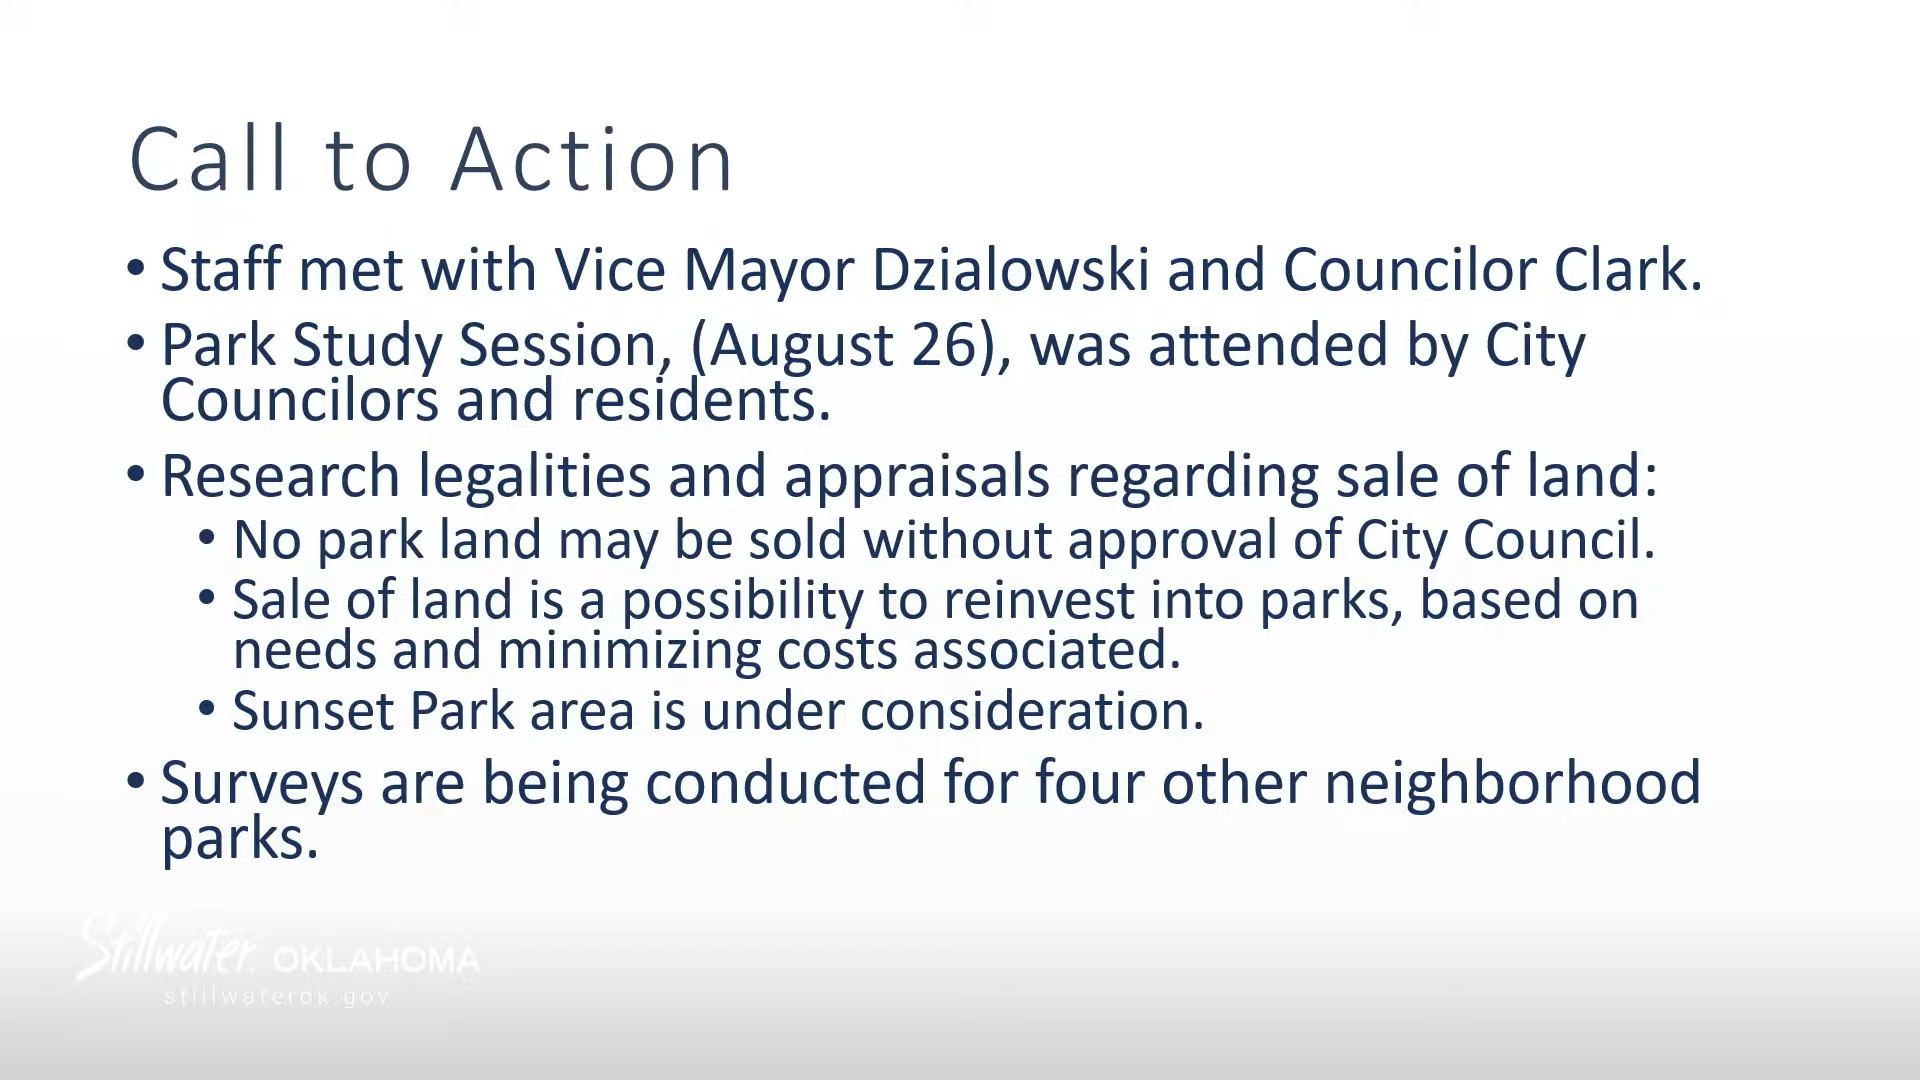 Call to Action
• Staff met with Vice Mayor Dzialowski and Councilor Clark.
• Park Study Session, (August 26), was attended by City
Councilors and residents.
• Research legalities and appraisals regarding sale of land:
• No park land may be sold without approval of City Council.
• Sale of land is a possibility to reinvest into parks, based on
needs and minimizing costs associated.
• Sunset Park area is under consideration.
• Surveys are being conducted for four other neighborhood
parks.
Stillwater OKLAHOMA
stillwaterok.gov